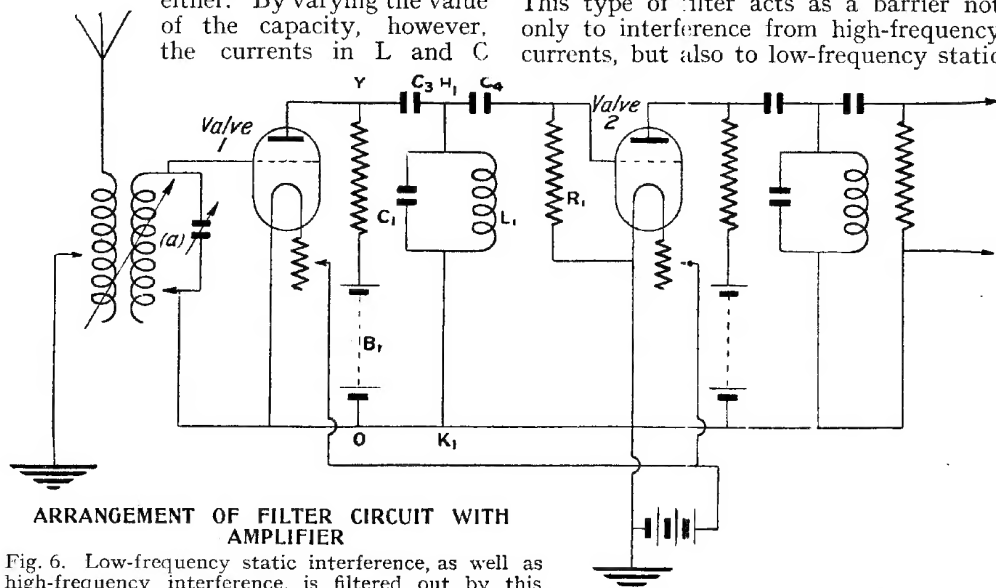 either. By varying the value
of the capacity, however,
the currents in L and C
This type of filter acts as a barrier not
only to interference from high-frequency
currents, but also to low-frequency static
Y C3 H1 C4
Valve
1
Valve
2
(a)
C1
L1
R1
B1
O K1
ARRANGEMENT OF FILTER CIRCUIT WITH
AMPLIFIER
Fig. 6. Low-frequency static interference, as well as
high-frequency interference, is filtered out by this